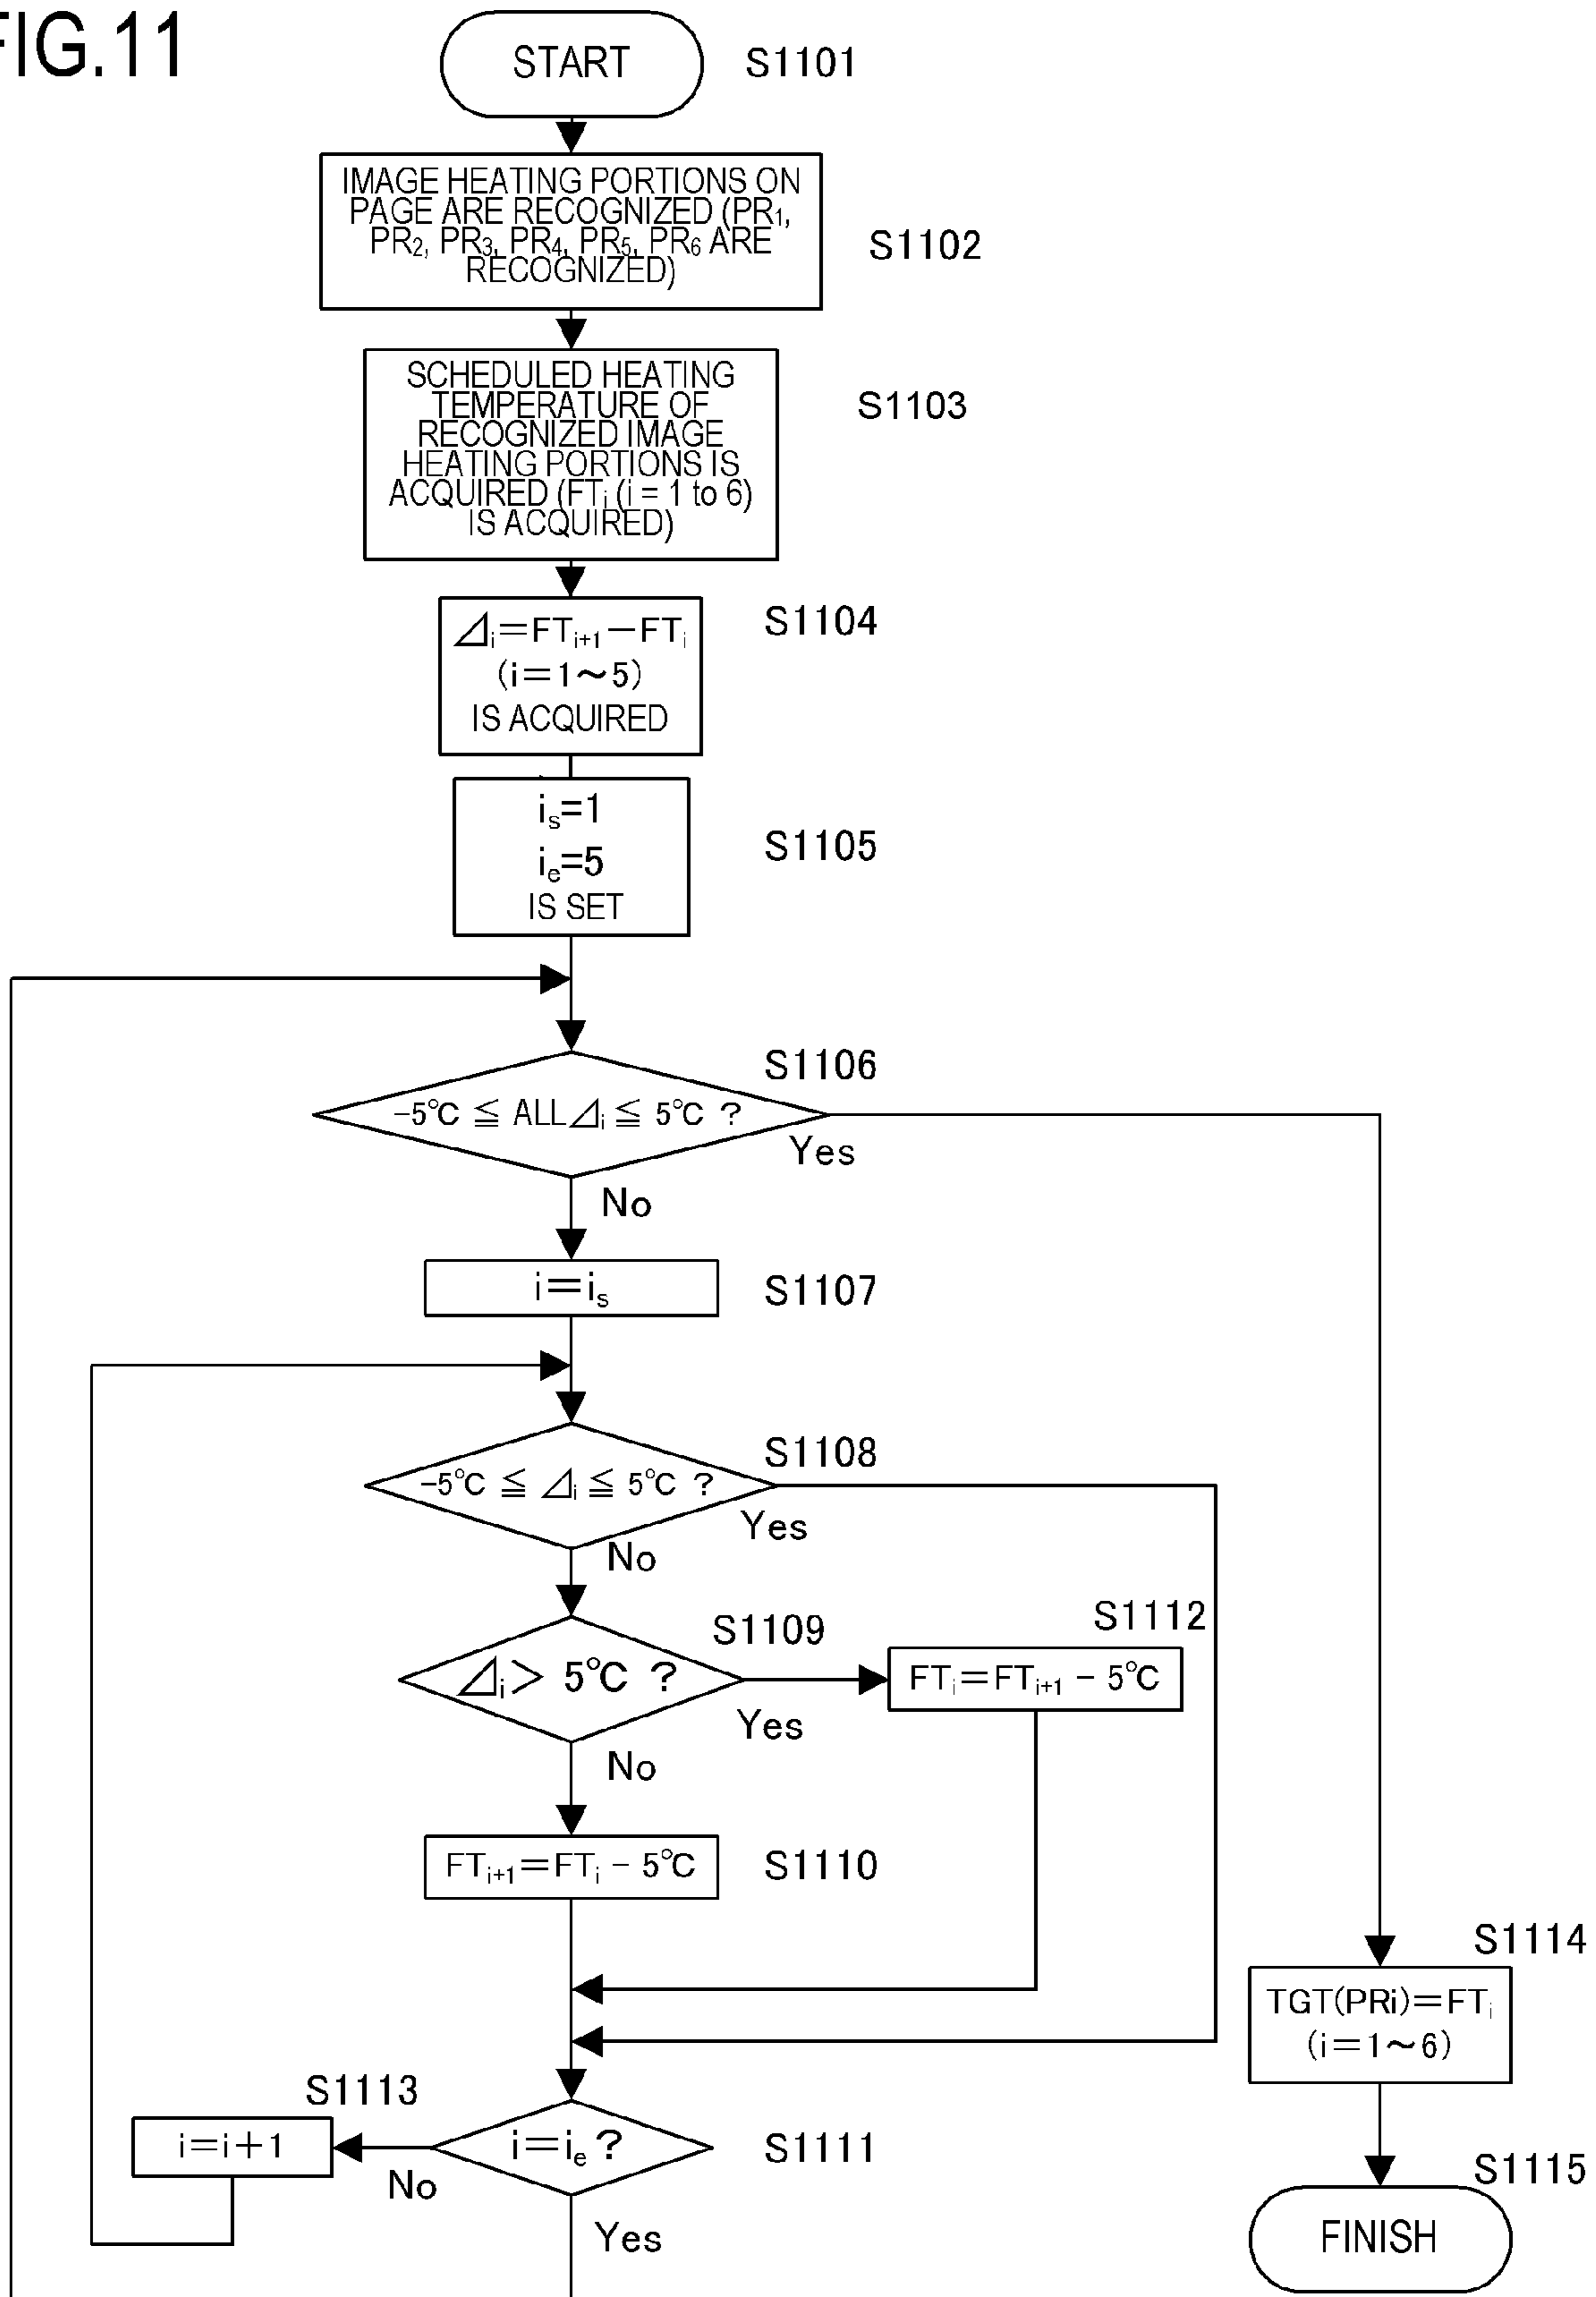 FIG.11
START
S1101
IMAGE HEATING PORTIONS ON
PAGE ARE RECOGNIZED (PR₁,
PR₂, PR₃, PR₄, PR₅, PR₆ ARE
RECOGNIZED)
S1102
SCHEDULED HEATING
TEMPERATURE OF
RECOGNIZED IMAGE
HEATING PORTIONS IS
ACQUIRED (FTᵢ (i = 1 to 6)
IS ACQUIRED)
S1103
⊿ᵢ=FTᵢ₊₁−FTᵢ
(i=1~5)
IS ACQUIRED
S1104
iₛ=1
iₑ=5
IS SET
S1105
S1106
−5℃ ≦ ALL⊿ᵢ ≦ 5℃ ?
Yes
No
i=iₛ
S1107
S1108
−5℃ ≦ ⊿ᵢ ≦ 5℃ ?
Yes
No
S1109
⊿ᵢ> 5℃ ?
Yes
No
S1112
FTᵢ=FTᵢ₊₁ − 5℃
FTᵢ₊₁=FTᵢ − 5℃
S1110
S1114
TGT(PRi)=FTᵢ
(i=1~6)
S1113
i=i+1
No
i=iₑ?
S1111
Yes
S1115
FINISH